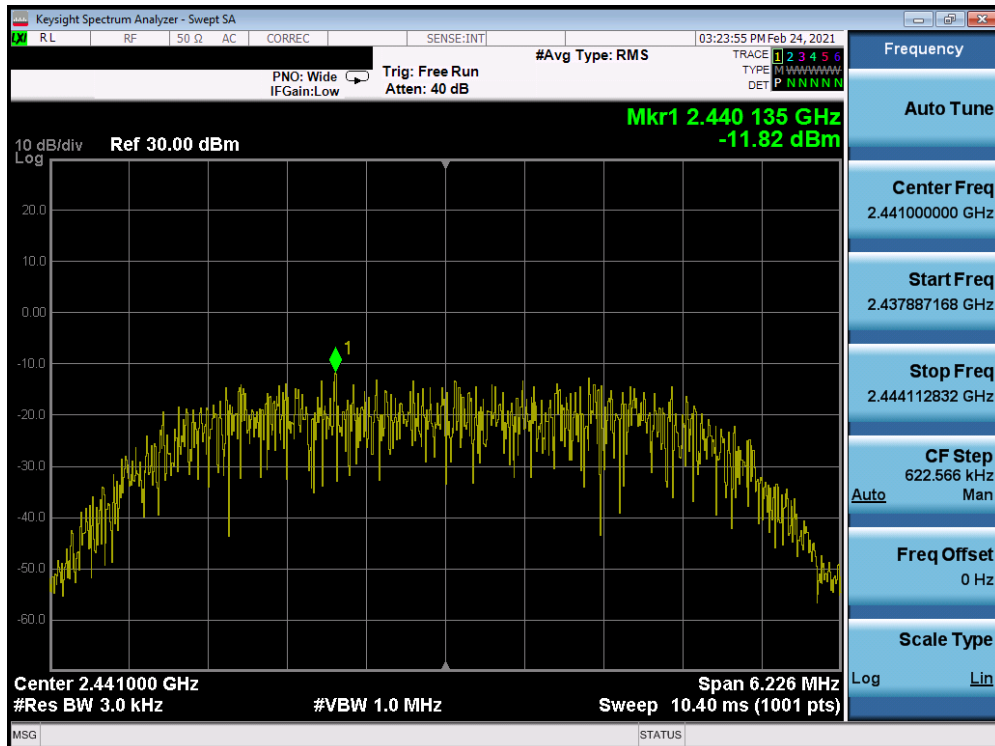 Keysight Spectrum Analyzer - Swept SA
LXI RL RF 50 Ω AC CORREC SENSE:INT 03:23:55 PM Feb 24, 2021
#Avg Type: RMS
TRACE 1 2 3 4 5 6
PNO: Wide Trig: Free Run
TYPE M W W W W W
IFGain:Low Atten: 40 dB
DET P N N N N N
Mkr1 2.440 135 GHz
-11.82 dBm
10 dB/div Ref 30.00 dBm
Log
20.0
10.0
0.00
-10.0
-20.0
-30.0
-40.0
-50.0
-60.0
1
Center 2.441000 GHz Span 6.226 MHz
#Res BW 3.0 kHz #VBW 1.0 MHz Sweep 10.40 ms (1001 pts)
MSG STATUS
Frequency
Auto Tune
Center Freq
2.441000000 GHz
Start Freq
2.437887168 GHz
Stop Freq
2.444112832 GHz
CF Step
622.566 kHz
Auto Man
Freq Offset
0 Hz
Scale Type
Log Lin